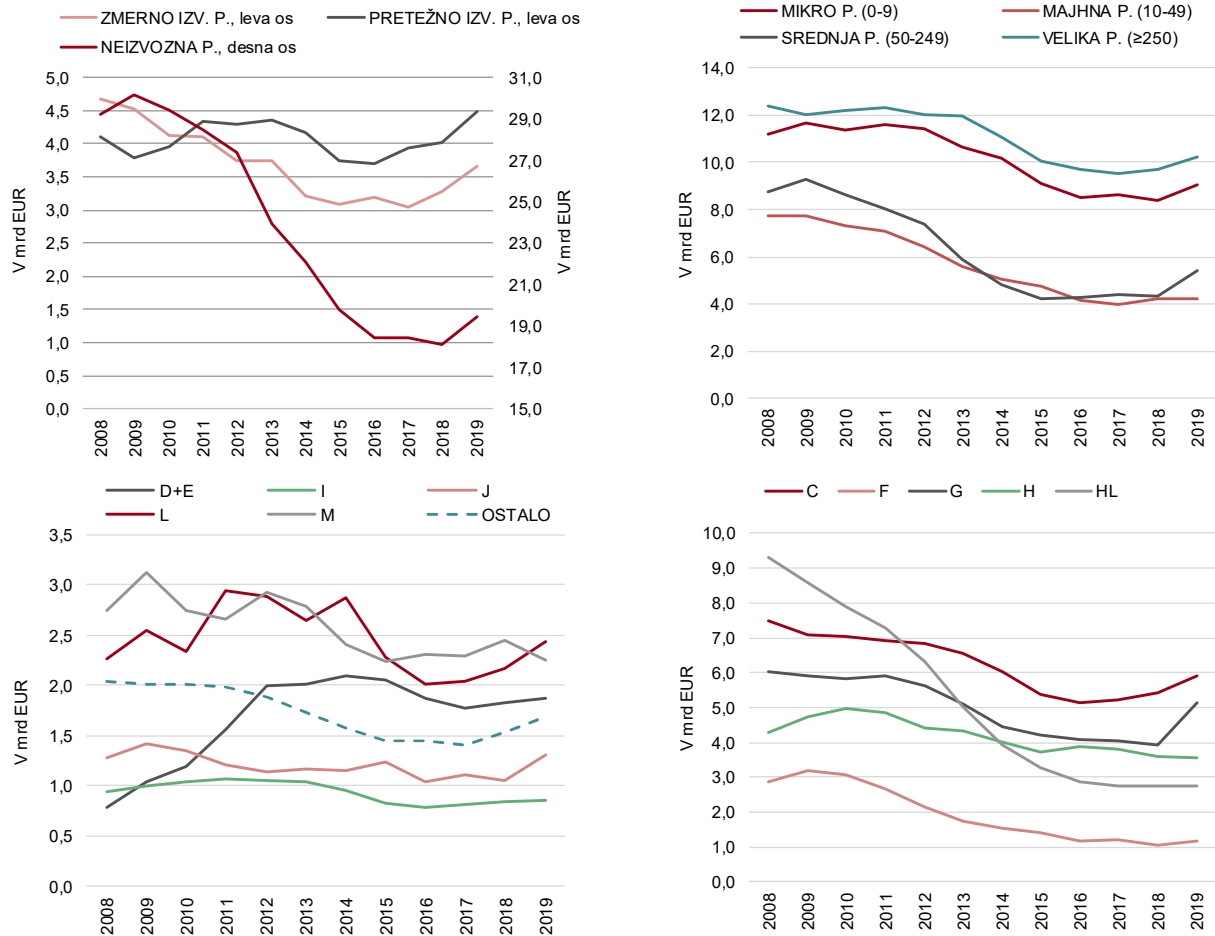 ZMERNO IZV. P., leva os
PRETEŽNO IZV. P., leva os
NEIZVOZNA P., desna os
5,0
4,5
4,0
3,5
3,0
2,5
2,0
1,5
1,0
0,5
0,0
V mrd EUR
31,0
29,0
27,0
25,0
23,0
21,0
19,0
17,0
15,0
V mrd EUR
2008 2009 2010 2011 2012 2013 2014 2015 2016 2017 2018 2019
MIKRO P. (0-9)
MAJHNA P. (10-49)
SREDNJA P. (50-249)
VELIKA P. (≥250)
14,0
12,0
10,0
8,0
6,0
4,0
2,0
0,0
V mrd EUR
2008 2009 2010 2011 2012 2013 2014 2015 2016 2017 2018 2019
D+E I J
L M OSTALO
3,5
3,0
2,5
2,0
1,5
1,0
0,5
0,0
V mrd EUR
2008 2009 2010 2011 2012 2013 2014 2015 2016 2017 2018 2019
C F G H HL
10,0
9,0
8,0
7,0
6,0
5,0
4,0
3,0
2,0
1,0
0,0
V mrd EUR
2008 2009 2010 2011 2012 2013 2014 2015 2016 2017 2018 2019